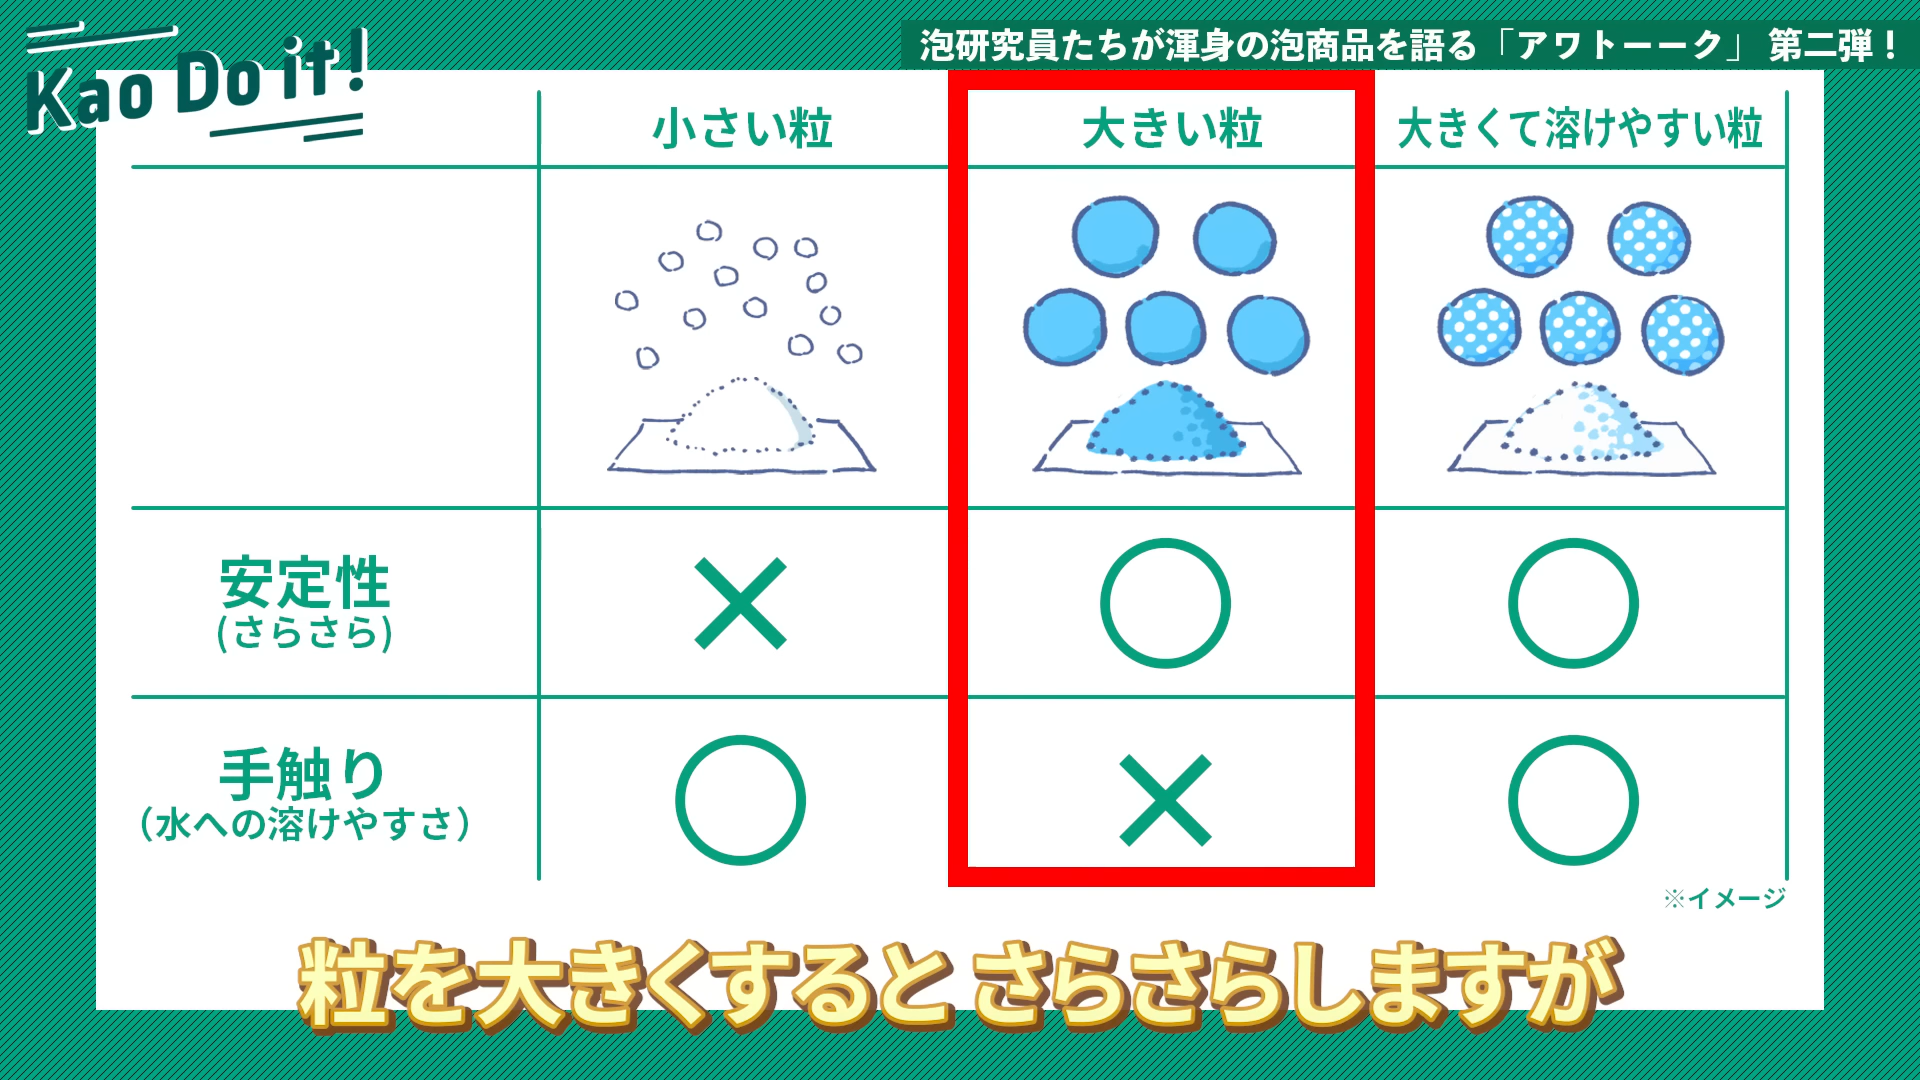 Kao Do it!
泡研究員たちが渾身の泡商品を語る「アワトーーク」 第二弾！
小さい粒
大きい粒
大きくて溶けやすい粒
安定性
(さらさら)
手触り
（水への溶けやすさ）
※イメージ
粒を大きくすると さらさらしますが